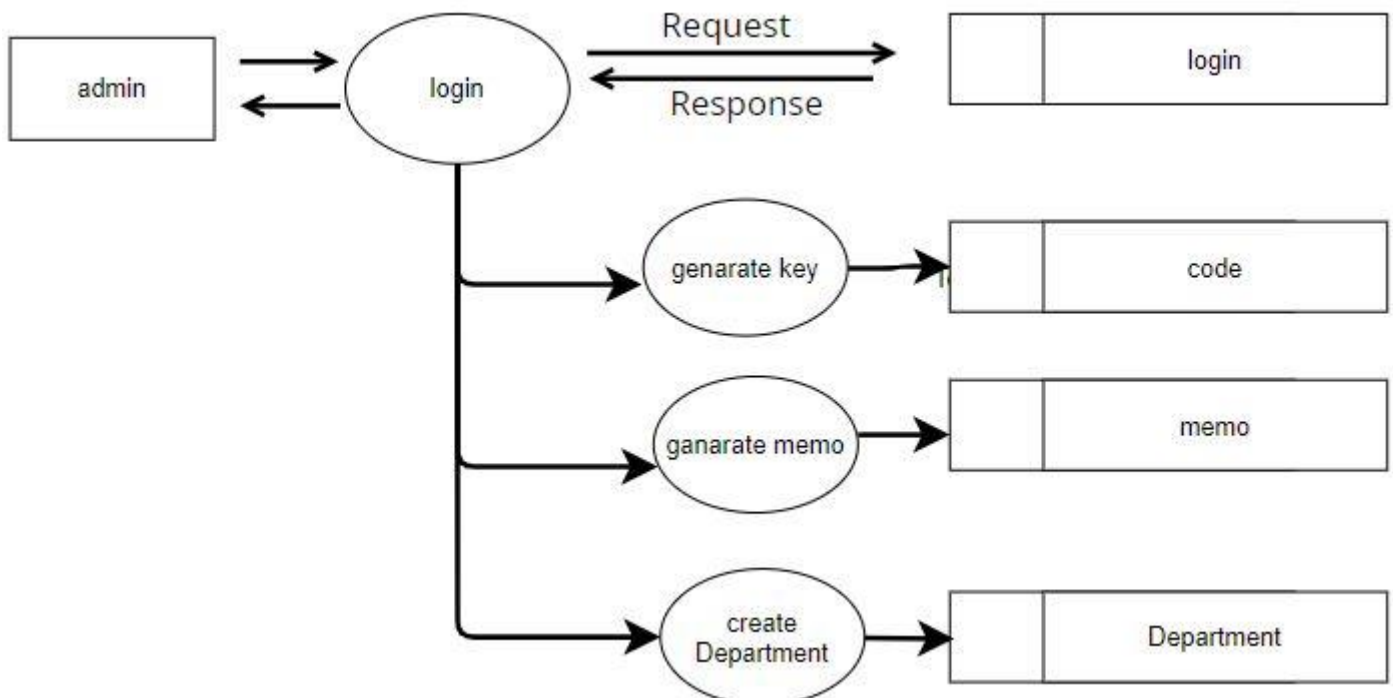 Request
admin
login
login
Response
genarate key
code
ganarate memo
memo
create
Department
Department